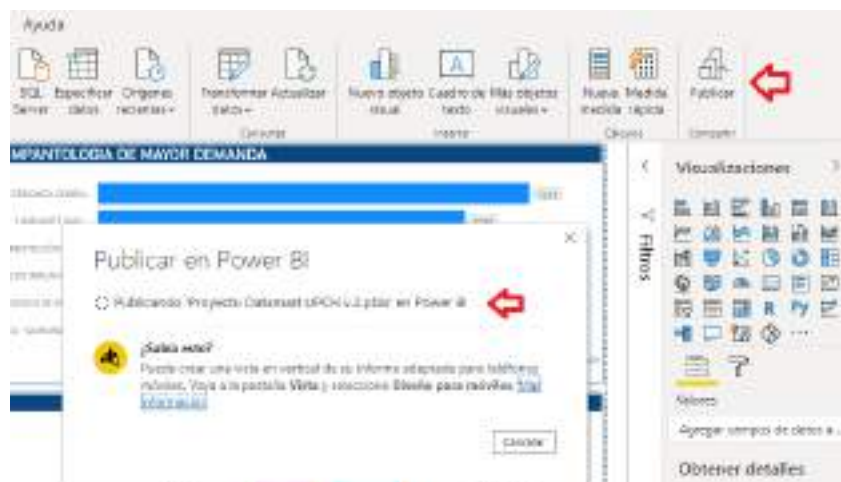 Ayuda
SQL Especificar Orígenes Transformar Actualizar Nuevo objeto Cuadro de Más objetos Nueva Medida Publicar
Server datos recientes datos visual texto visuales medida rápida
Consultas Insertar Cálculos Compartir
IMPANTOLOGIA DE MAYOR DEMANDA
Visualizaciones
Filtros
Publicar en Power BI
Publicando 'Proyecto Datamart UPCH v.2.pbix' en Power BI
¿Sabía esto?
Puede crear una vista en vertical de su informe adaptada para teléfonos
móviles. Vaya a la pestaña Vista y seleccione Diseño para móviles. Más
información
Cancelar
R Py
Valores
Agregar campos de datos a ...
Obtener detalles